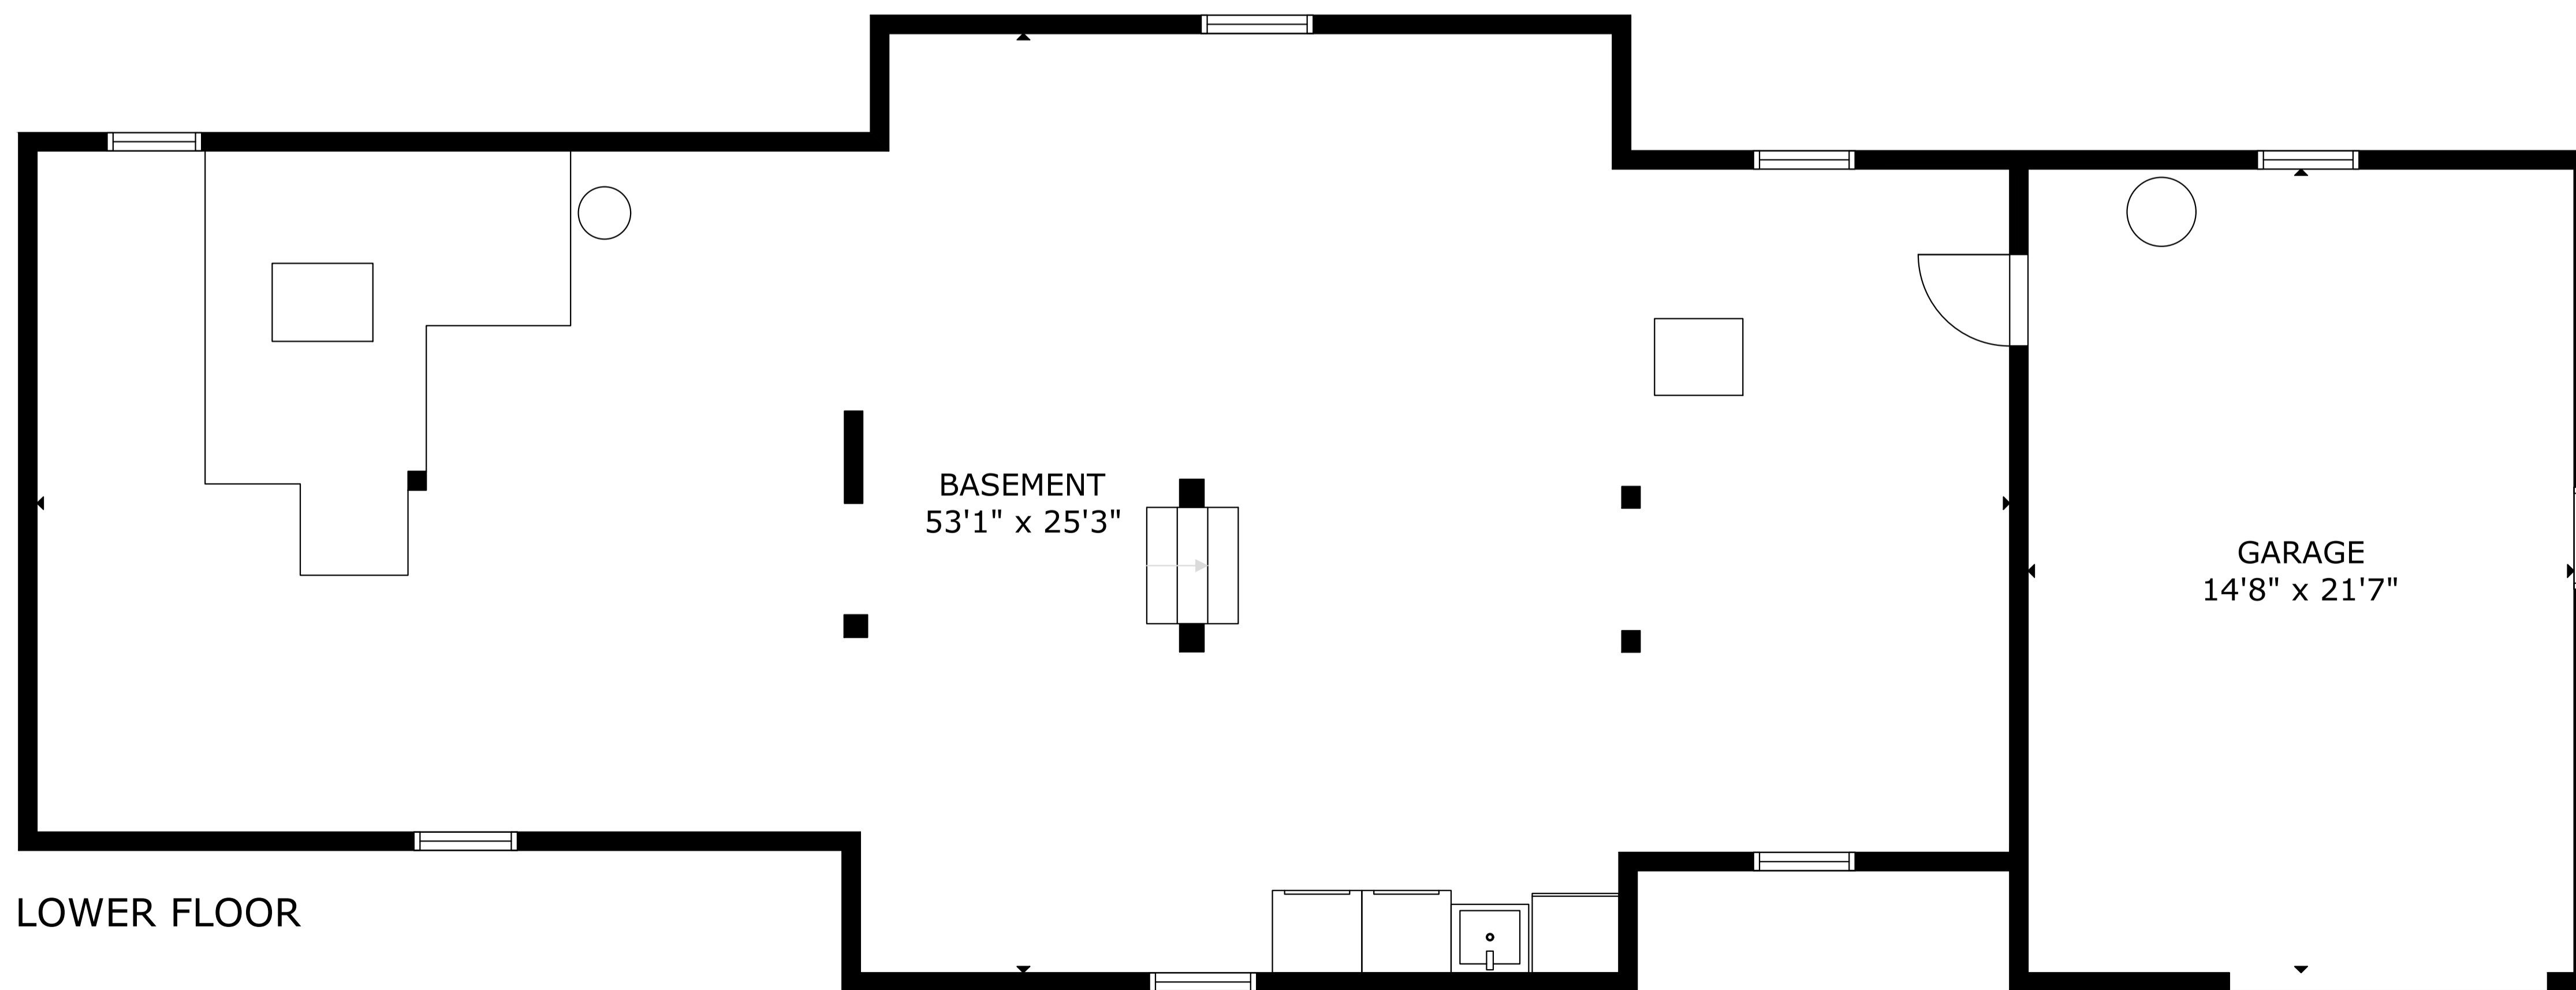 BASEMENT
53'1" x 25'3"
GARAGE
14'8" x 21'7"
LOWER FLOOR